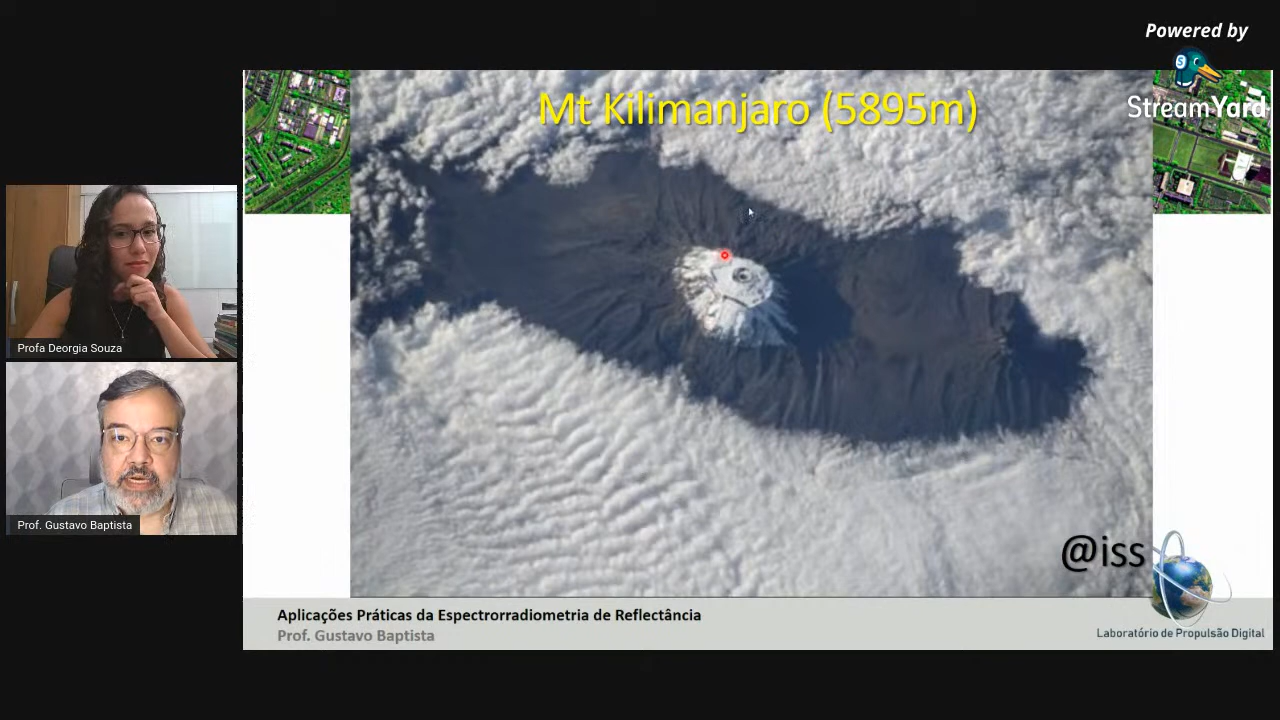 Powered by
StreamYard
Mt Kilimanjaro (5895m)
Profa Deorgia Souza
Prof. Gustavo Baptista
@iss
Aplicações Práticas da Espectrorradiometria de Reflectância
Prof. Gustavo Baptista
Laboratório de Propulsão Digital